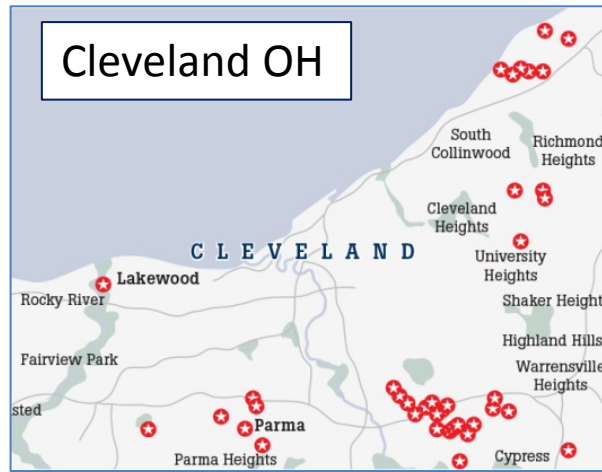 Cleveland OH
South
Collinwood
Richmond
Heights
Cleveland
Heights
CLEVELAND
University
Heights
Lakewood
Rocky River
Shaker Height
Highland Hills
Fairview Park
Warrensville
Heights
sted
Parma
Parma Heights
Cypress